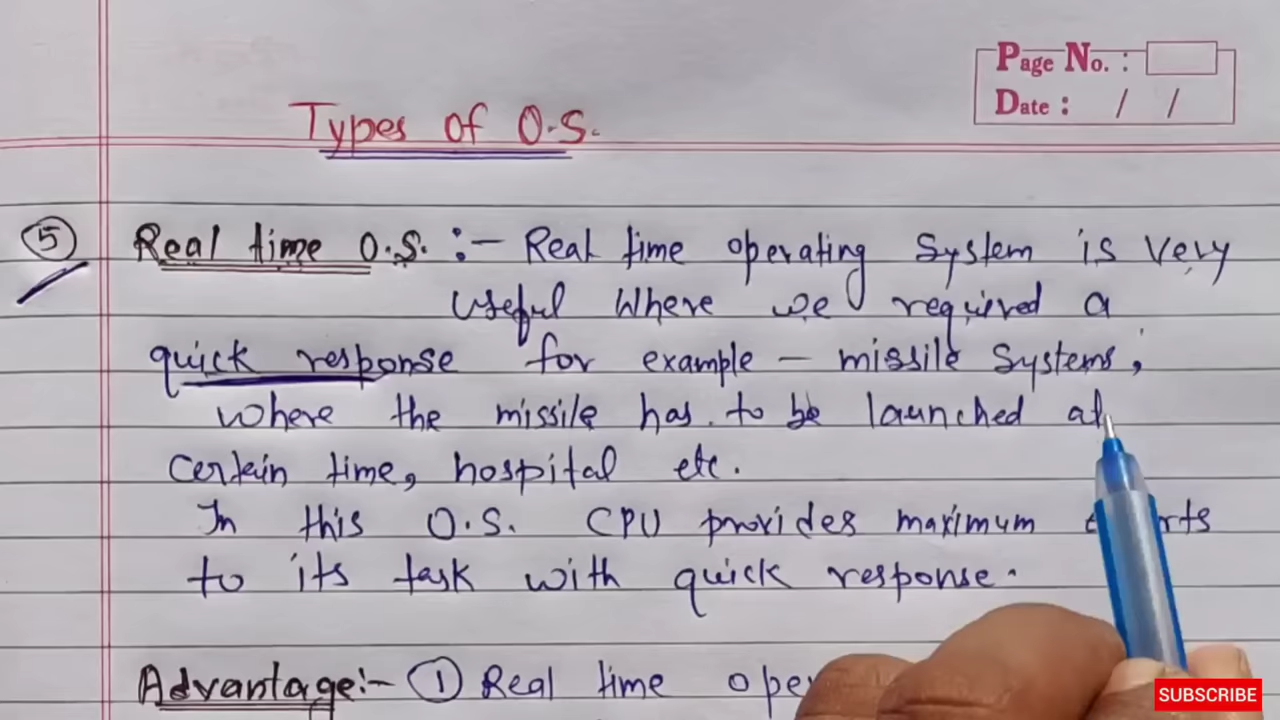 Page No. :
Date : / /
Types of O.S.
5 Real time O.S. :- Real time operating System is very
useful where we required a
quick response for example - missile Systems,
where the missile has to be launched at
certain time, hospital etc.
In this O.S. CPU provides maximum
to its task with quick response.
Advantage:- 1 Real time
SUBSCRIBE